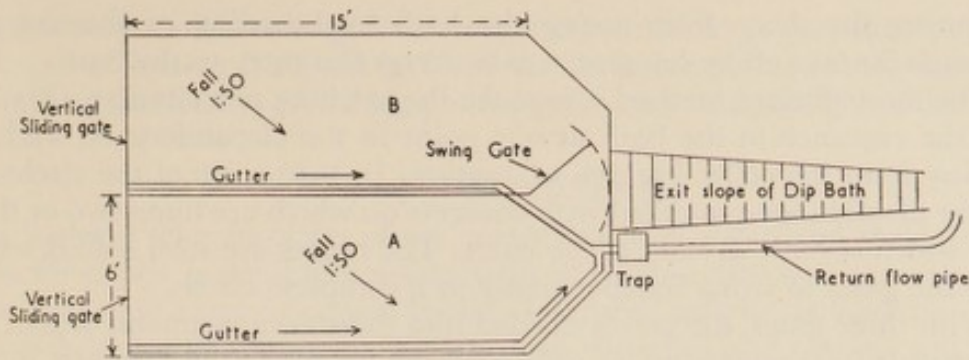 15'
Fall
1:50
B
Vertical
Sliding gate
Swing Gate
Gutter
Exit slope of Dip Bath
A
Fall
1:50
6'
Trap
Return flow pipe
Vertical
Sliding gate
Gutter